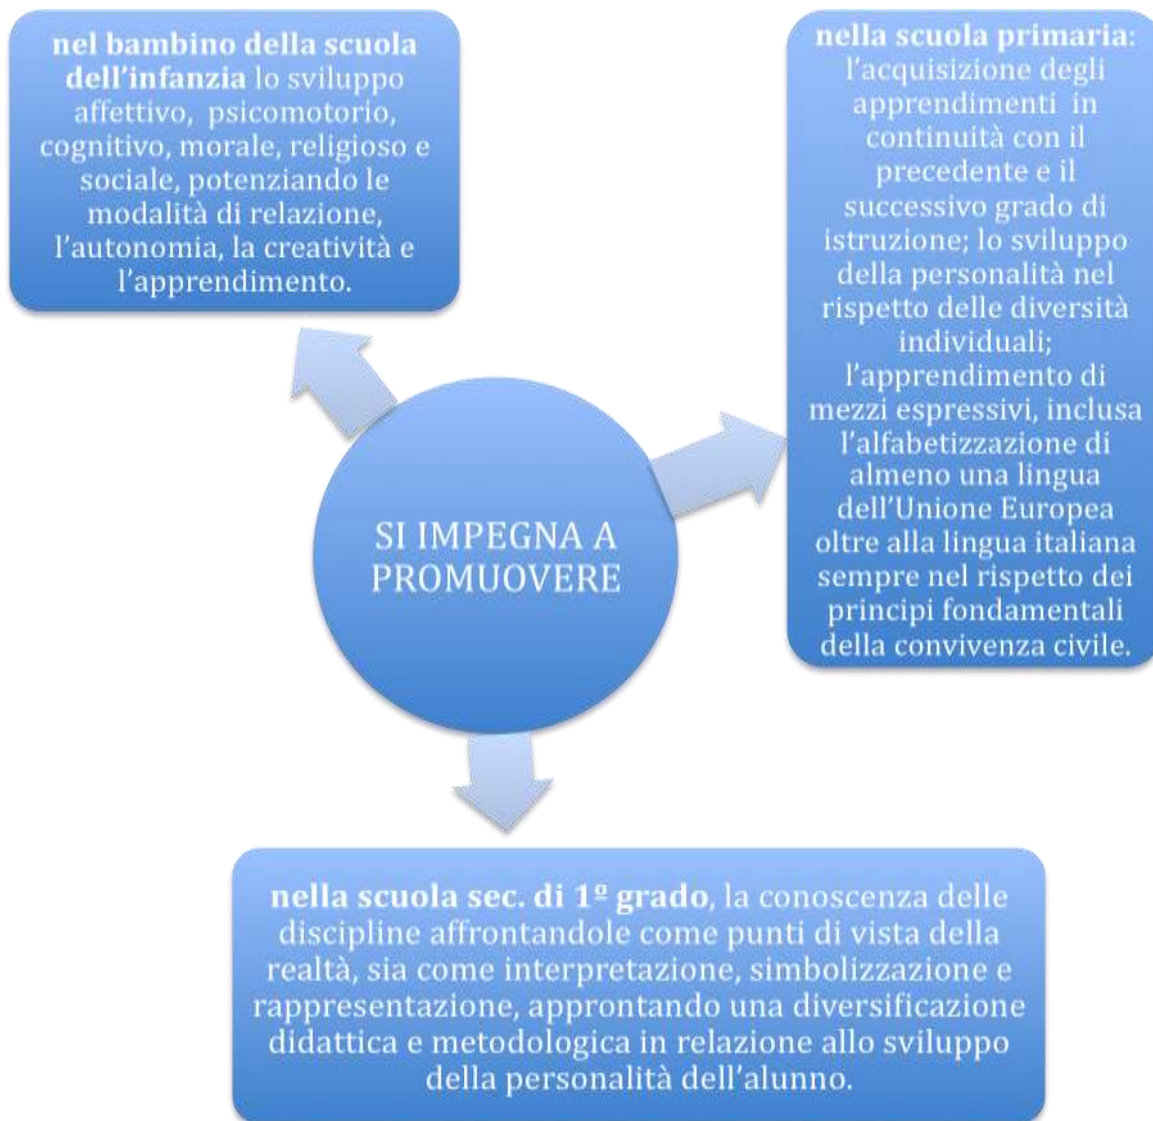 nel bambino della scuola
dell’infanzia lo sviluppo
affettivo, psicomotorio,
cognitivo, morale, religioso e
sociale, potenziando le
modalità di relazione,
l’autonomia, la creatività e
l’apprendimento.
nella scuola primaria:
l’acquisizione degli
apprendimenti in
continuità con il
precedente e il
successivo grado di
istruzione; lo sviluppo
della personalità nel
rispetto delle diversità
individuali;
l’apprendimento di
mezzi espressivi, inclusa
l’alfabetizzazione di
almeno una lingua
dell’Unione Europea
oltre alla lingua italiana
sempre nel rispetto dei
principi fondamentali
della convivenza civile.
SI IMPEGNA A
PROMUOVERE
nella scuola sec. di 1º grado, la conoscenza delle
discipline affrontandole come punti di vista della
realtà, sia come interpretazione, simbolizzazione e
rappresentazione, approntando una diversificazione
didattica e metodologica in relazione allo sviluppo
della personalità dell’alunno.